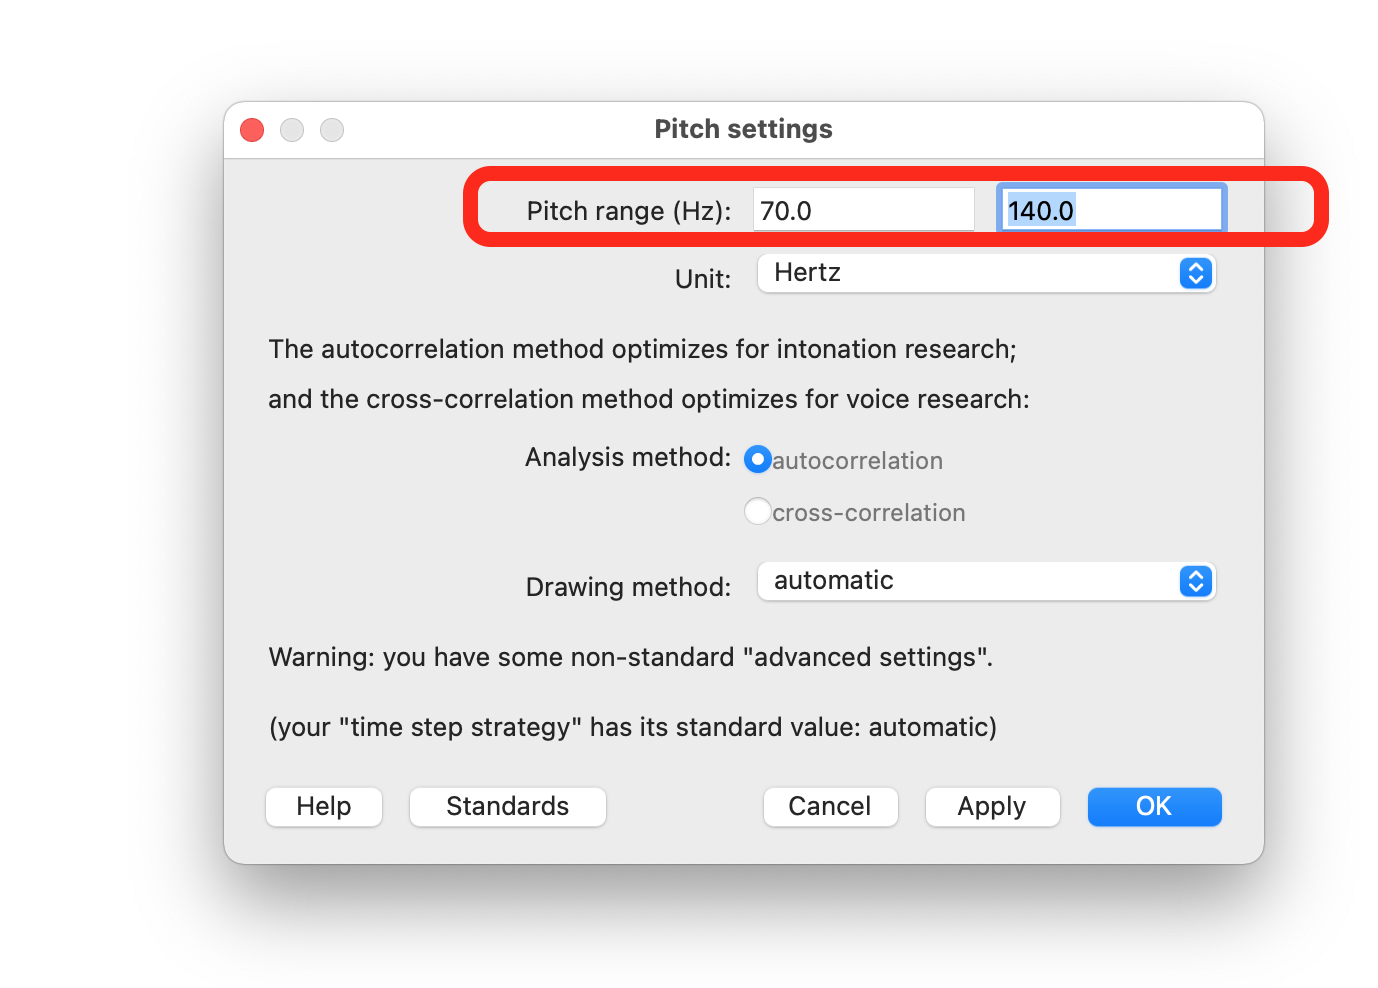 Pitch settings
Pitch range (Hz): 70.0 140.0
Unit: Hertz
The autocorrelation method optimizes for intonation research;
and the cross-correlation method optimizes for voice research:
Analysis method: autocorrelation
cross-correlation
Drawing method: automatic
Warning: you have some non-standard "advanced settings".
(your "time step strategy" has its standard value: automatic)
Help Standards Cancel Apply OK